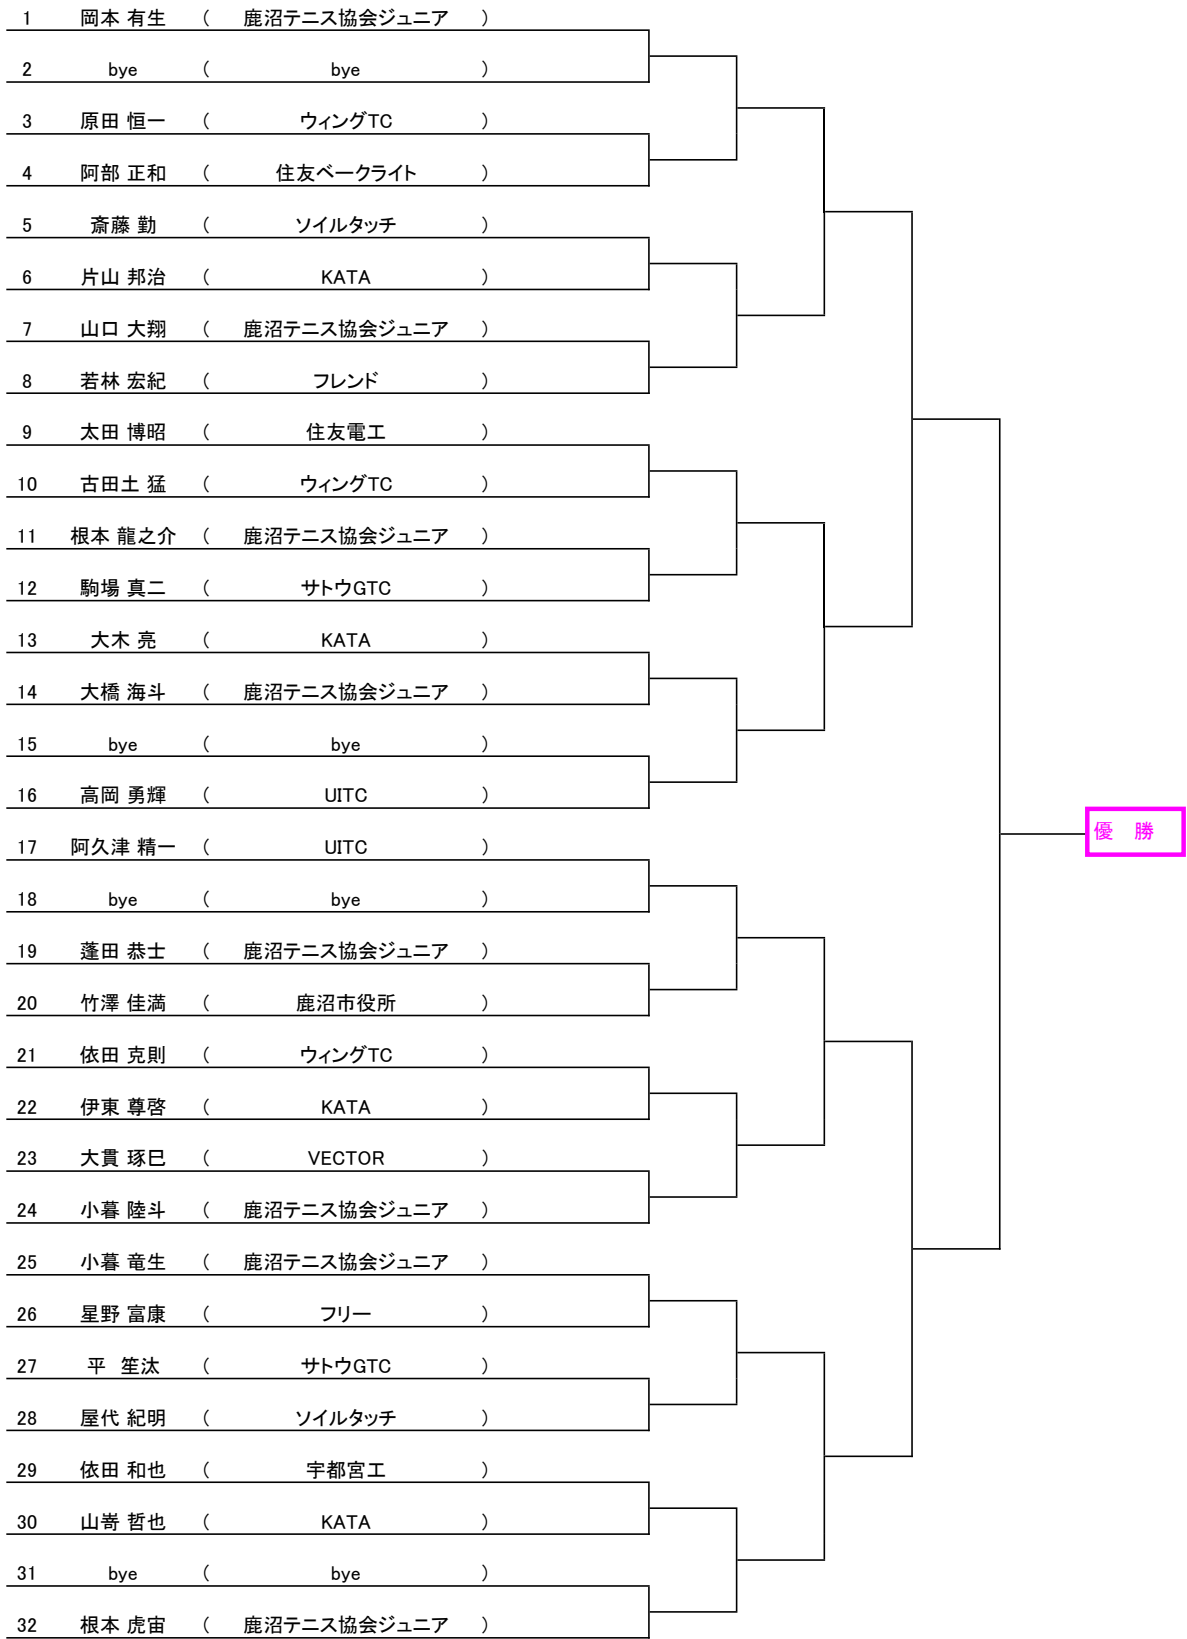 1 岡本 有生 ( 鹿沼テニス協会ジュニア )
2 bye ( bye )
3 原田 恒一 ( ウィングTC )
4 阿部 正和 ( 住友ベークライト )
5 斎藤 勤 ( ソイルタッチ )
6 片山 邦治 ( KATA )
7 山口 大翔 ( 鹿沼テニス協会ジュニア )
8 若林 宏紀 ( フレンド )
9 太田 博昭 ( 住友電工 )
10 古田土 猛 ( ウィングTC )
11 根本 龍之介 ( 鹿沼テニス協会ジュニア )
12 駒場 真二 ( サトウGTC )
13 大木 亮 ( KATA )
14 大橋 海斗 ( 鹿沼テニス協会ジュニア )
15 bye ( bye )
16 高岡 勇輝 ( UITC )
優 勝
17 阿久津 精一 ( UITC )
18 bye ( bye )
19 蓬田 恭士 ( 鹿沼テニス協会ジュニア )
20 竹澤 佳満 ( 鹿沼市役所 )
21 依田 克則 ( ウィングTC )
22 伊東 尊啓 ( KATA )
23 大貫 琢巳 ( VECTOR )
24 小暮 陸斗 ( 鹿沼テニス協会ジュニア )
25 小暮 竜生 ( 鹿沼テニス協会ジュニア )
26 星野 富康 ( フリー )
27 平 笙汰 ( サトウGTC )
28 屋代 紀明 ( ソイルタッチ )
29 依田 和也 ( 宇都宮工 )
30 山嵜 哲也 ( KATA )
31 bye ( bye )
32 根本 虎宙 ( 鹿沼テニス協会ジュニア )